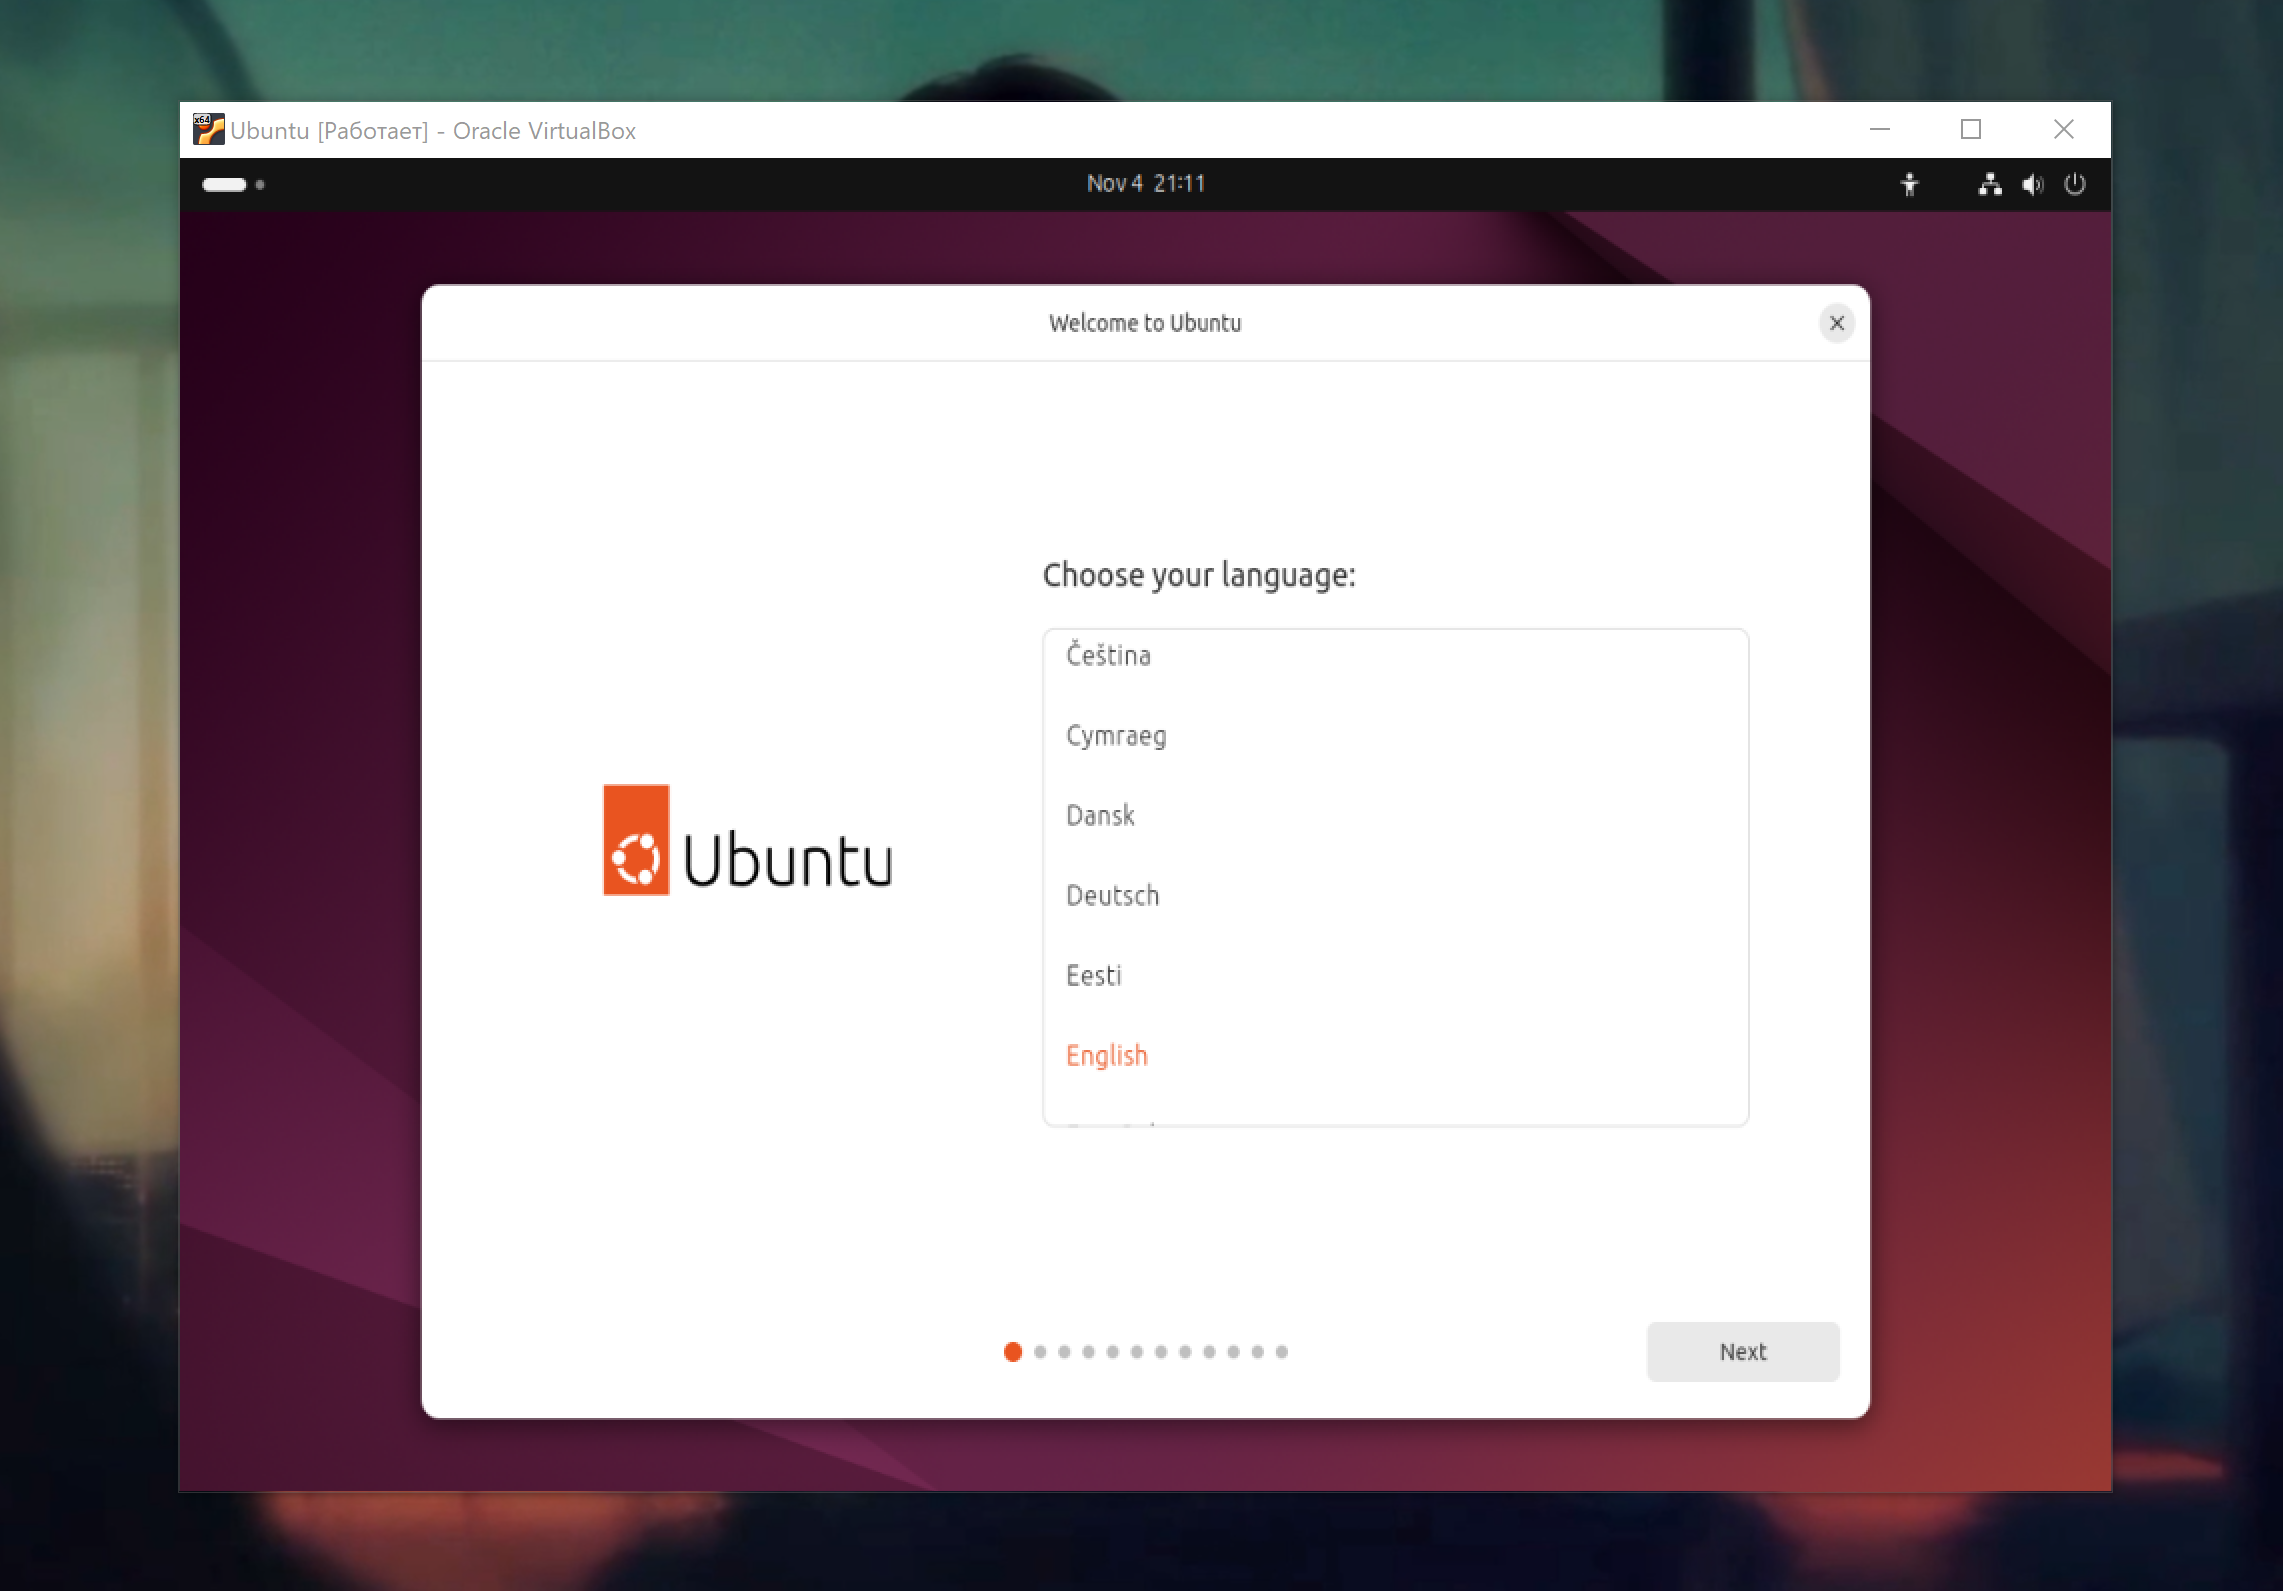 x64
Ubuntu [Работает] - Oracle VirtualBox
Nov 4 21:11
Welcome to Ubuntu
Choose your language:
Čeština
Cymraeg
Dansk
Deutsch
Eesti
English
Ubuntu
Next